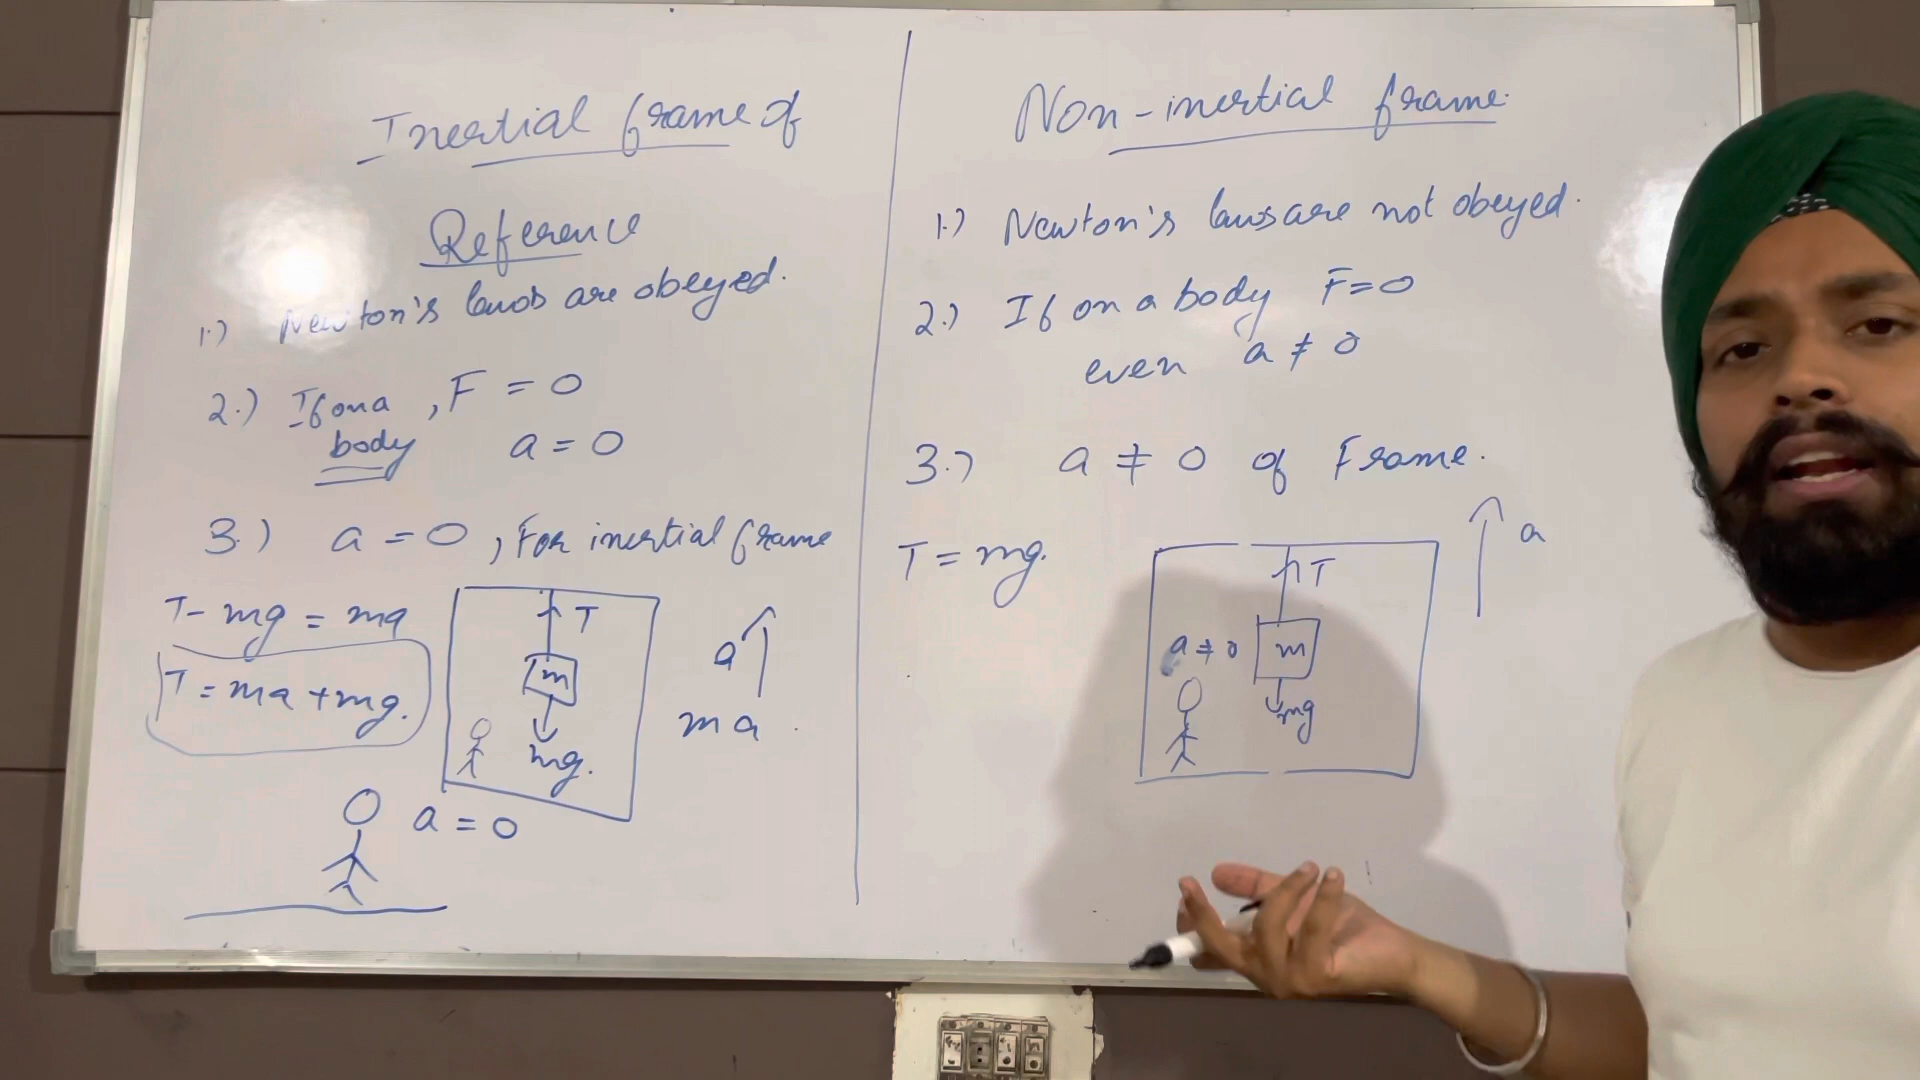 Inertial frame of
Reference
1.) Newton's laws are obeyed.
2.) If on a body, F = 0
a = 0
3.) a = 0, For inertial frame
T - mg = ma
T = ma + mg.
T
m
mg.
a
ma
a = 0
Non-inertial frame.
1.) Newton's laws are not obeyed.
2.) If on a body F = 0
even a ≠ 0
3.) a ≠ 0 of Frame.
T = mg.
T
a ≠ 0
m
mg
a